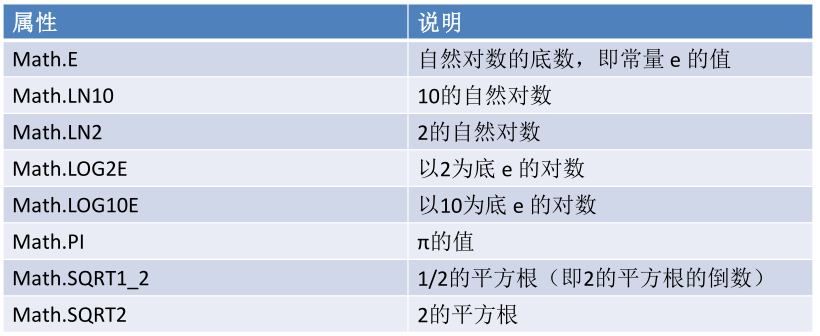 属性 说明
Math.E 自然对数的底数，即常量 e 的值
Math.LN10 10的自然对数
Math.LN2 2的自然对数
Math.LOG2E 以2为底 e 的对数
Math.LOG10E 以10为底 e 的对数
Math.PI π的值
Math.SQRT1_2 1/2的平方根（即2的平方根的倒数）
Math.SQRT2 2的平方根